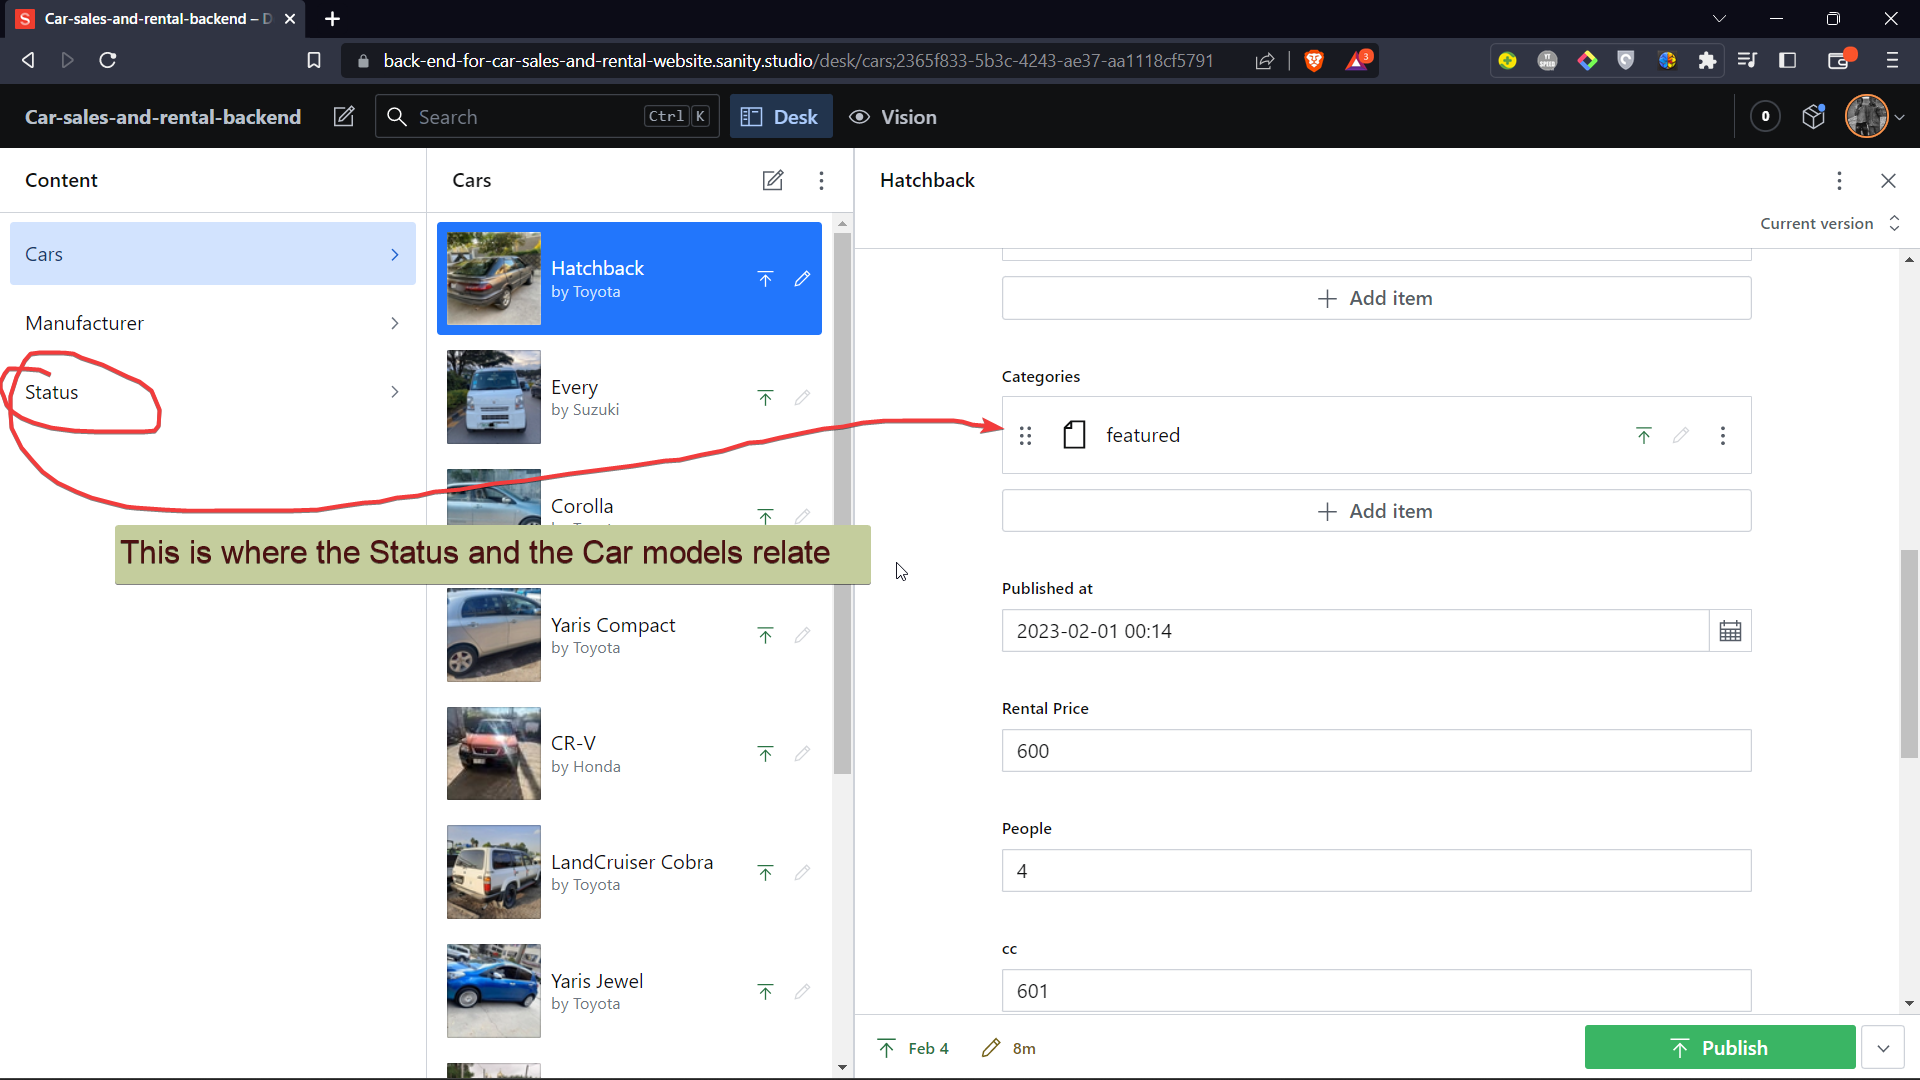 Car-sales-and-rental-backend – D
back-end-for-car-sales-and-rental-website.sanity.studio/desk/cars;2365f833-5b3c-4243-ae37-aa1118cf5791
3
YT SPEED
Car-sales-and-rental-backend
Search
Ctrl K
Desk
Vision
0
Content
Cars
Manufacturer
Status
Cars
Hatchback
by Toyota
Every
by Suzuki
Corolla
This is where the Status and the Car models relate
Yaris Compact
by Toyota
CR-V
by Honda
LandCruiser Cobra
by Toyota
Yaris Jewel
by Toyota
Hatchback
Current version
Add item
Categories
featured
Add item
Published at
2023-02-01 00:14
Rental Price
600
People
4
cc
601
Feb 4
8m
Publish